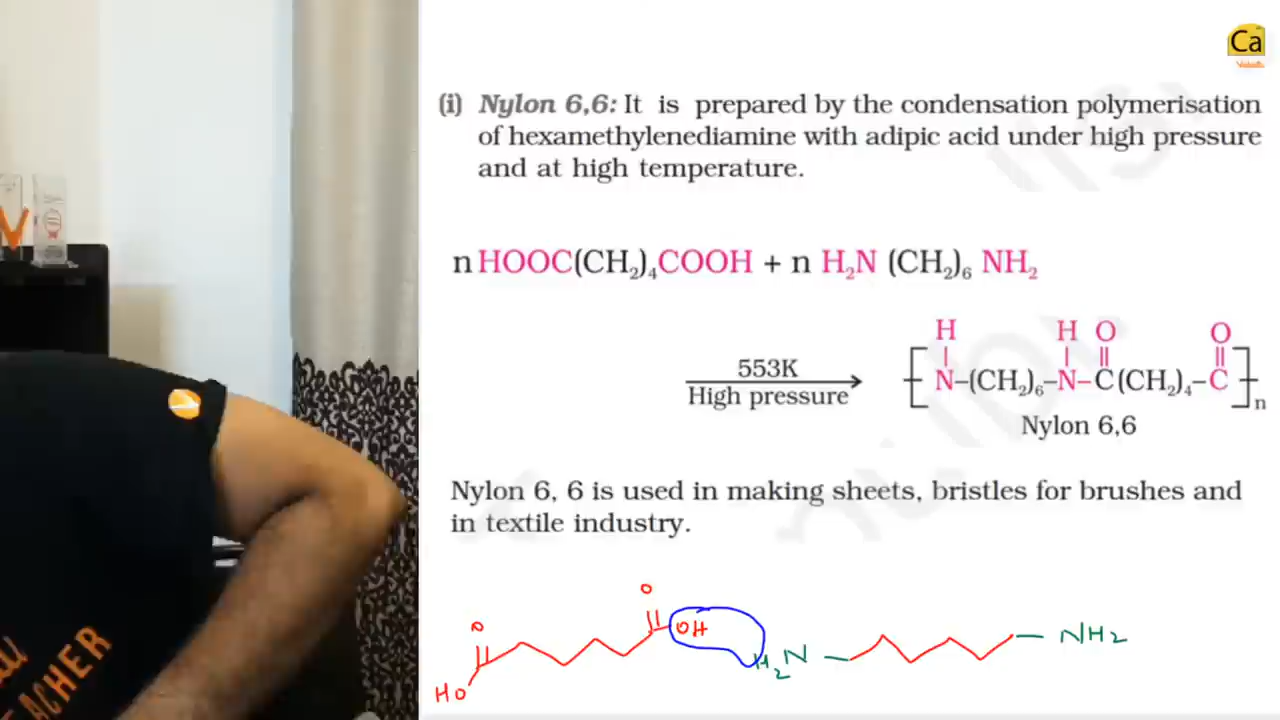 Ca
Vedantu
(i) Nylon 6,6: It is prepared by the condensation polymerisation
of hexamethylenediamine with adipic acid under high pressure
and at high temperature.
n HOOC(CH₂)₄COOH + n H₂N (CH₂)₆ NH₂
H H O O
553K
[N–(CH₂)₆–N–C(CH₂)₄–C]n
High pressure
Nylon 6,6
Nylon 6, 6 is used in making sheets, bristles for brushes and
in textile industry.
O
O OH
HO
H₂N NH₂
EACHER